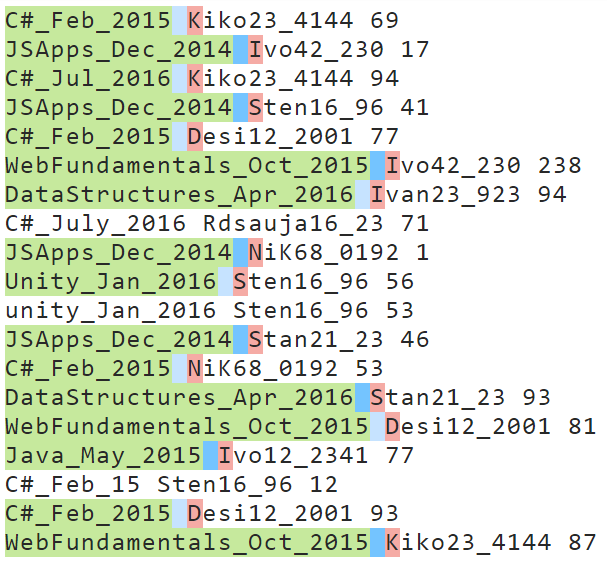 C#_Feb_2015 Kiko23_4144 69
JSApps_Dec_2014 Ivo42_230 17
C#_Jul_2016 Kiko23_4144 94
JSApps_Dec_2014 Sten16_96 41
C#_Feb_2015 Desi12_2001 77
WebFundamentals_Oct_2015 Ivo42_230 238
DataStructures_Apr_2016 Ivan23_923 94
C#_July_2016 Rdsauja16_23 71
JSApps_Dec_2014 NiK68_0192 1
Unity_Jan_2016 Sten16_96 56
unity_Jan_2016 Sten16_96 53
JSApps_Dec_2014 Stan21_23 46
C#_Feb_2015 NiK68_0192 53
DataStructures_Apr_2016 Stan21_23 93
WebFundamentals_Oct_2015 Desi12_2001 81
Java_May_2015 Ivo12_2341 77
C#_Feb_15 Sten16_96 12
C#_Feb_2015 Desi12_2001 93
WebFundamentals_Oct_2015 Kiko23_4144 87